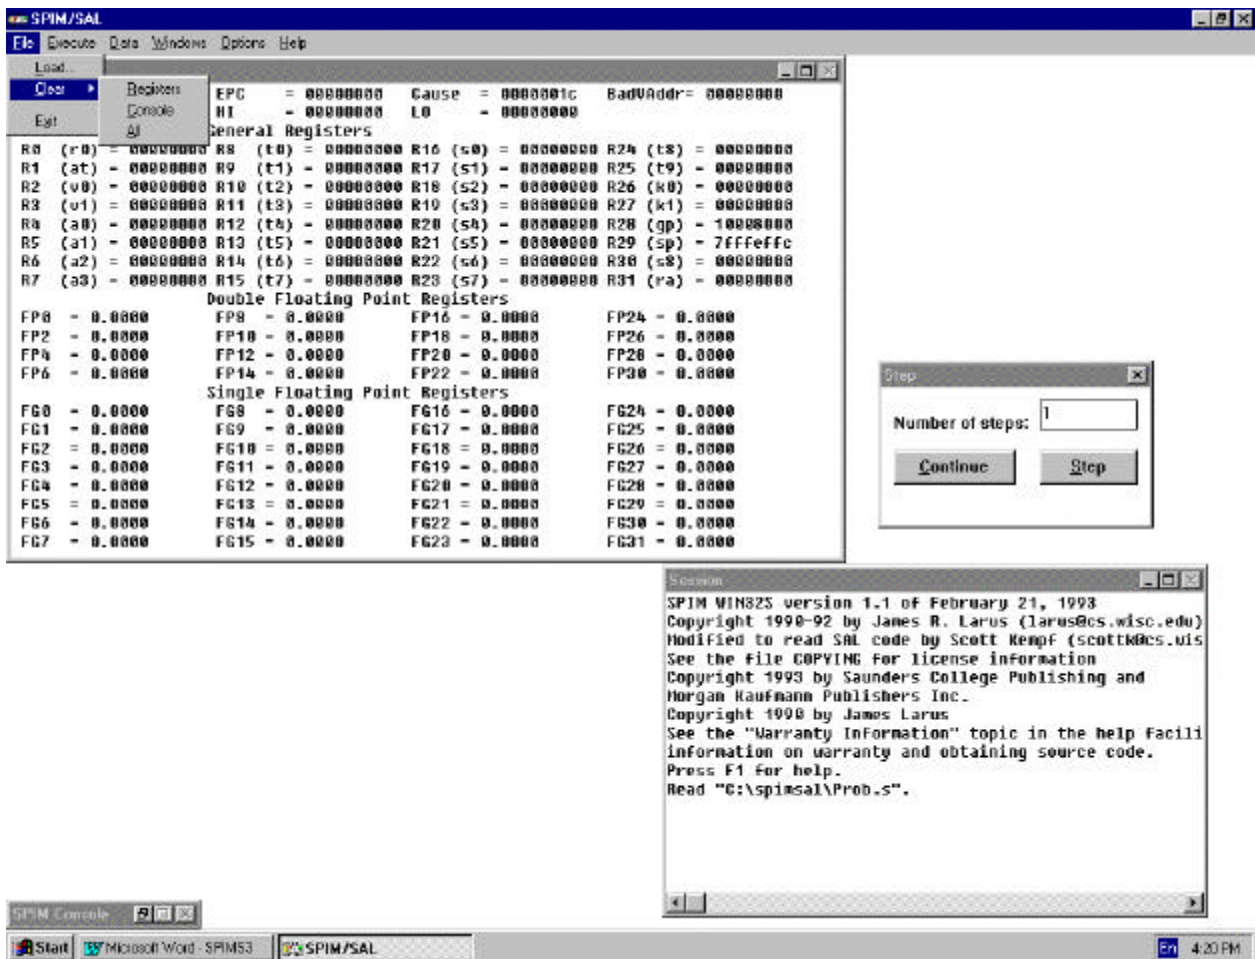 SPIM/SAL
File Execute Data Windows Options Help
Load...
Clear
Exit
Registers
Console
All
EPC = 00000000 Cause = 0000001c BadVAddr= 00000000
HI = 00000000 LO = 00000000
General Registers
R0 (r0) = 00000000 R8 (t0) = 00000000 R16 (s0) = 00000000 R24 (t8) = 00000000
R1 (at) = 00000000 R9 (t1) = 00000000 R17 (s1) = 00000000 R25 (t9) = 00000000
R2 (v0) = 00000000 R10 (t2) = 00000000 R18 (s2) = 00000000 R26 (k0) = 00000000
R3 (v1) = 00000000 R11 (t3) = 00000000 R19 (s3) = 00000000 R27 (k1) = 00000000
R4 (a0) = 00000000 R12 (t4) = 00000000 R20 (s4) = 00000000 R28 (gp) = 10008000
R5 (a1) = 00000000 R13 (t5) = 00000000 R21 (s5) = 00000000 R29 (sp) = 7fffeffc
R6 (a2) = 00000000 R14 (t6) = 00000000 R22 (s6) = 00000000 R30 (s8) = 00000000
R7 (a3) = 00000000 R15 (t7) = 00000000 R23 (s7) = 00000000 R31 (ra) = 00000000
Double Floating Point Registers
FP0 = 0.0000 FP8 = 0.0000 FP16 = 0.0000 FP24 = 0.0000
FP2 = 0.0000 FP10 = 0.0000 FP18 = 0.0000 FP26 = 0.0000
FP4 = 0.0000 FP12 = 0.0000 FP20 = 0.0000 FP28 = 0.0000
FP6 = 0.0000 FP14 = 0.0000 FP22 = 0.0000 FP30 = 0.0000
Single Floating Point Registers
FG0 = 0.0000 FG8 = 0.0000 FG16 = 0.0000 FG24 = 0.0000
FG1 = 0.0000 FG9 = 0.0000 FG17 = 0.0000 FG25 = 0.0000
FG2 = 0.0000 FG10 = 0.0000 FG18 = 0.0000 FG26 = 0.0000
FG3 = 0.0000 FG11 = 0.0000 FG19 = 0.0000 FG27 = 0.0000
FG4 = 0.0000 FG12 = 0.0000 FG20 = 0.0000 FG28 = 0.0000
FG5 = 0.0000 FG13 = 0.0000 FG21 = 0.0000 FG29 = 0.0000
FG6 = 0.0000 FG14 = 0.0000 FG22 = 0.0000 FG30 = 0.0000
FG7 = 0.0000 FG15 = 0.0000 FG23 = 0.0000 FG31 = 0.0000
Step
Number of steps: 1
Continue Step
Session
SPIM WIN32S version 1.1 of February 21, 1993
Copyright 1990-92 by James R. Larus (larus@cs.wisc.edu)
Modified to read SAL code by Scott Kempf (scottk@cs.wis
See the file COPYING for license information
Copyright 1993 by Saunders College Publishing and
Morgan Kaufmann Publishers Inc.
Copyright 1990 by James Larus
See the "Warranty Information" topic in the help facili
information on warranty and obtaining source code.
Press F1 for help.
Read "C:\spimsal\Prob.s".
SPIM Console
Start Microsoft Word - SPIMS3 SPIM/SAL En 4:20 PM